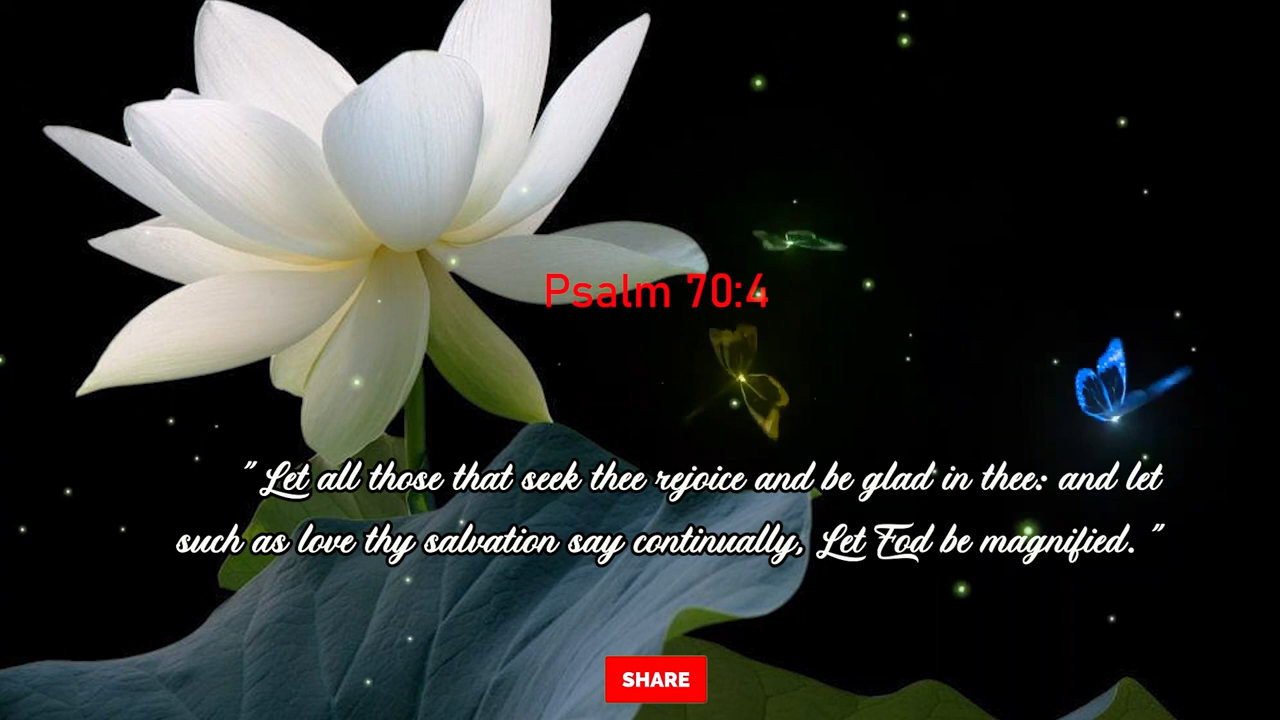 Psalm 70:4
" Let all those that seek thee rejoice and be glad in thee: and let
such as love thy salvation say continually, Let God be magnified. "
SHARE